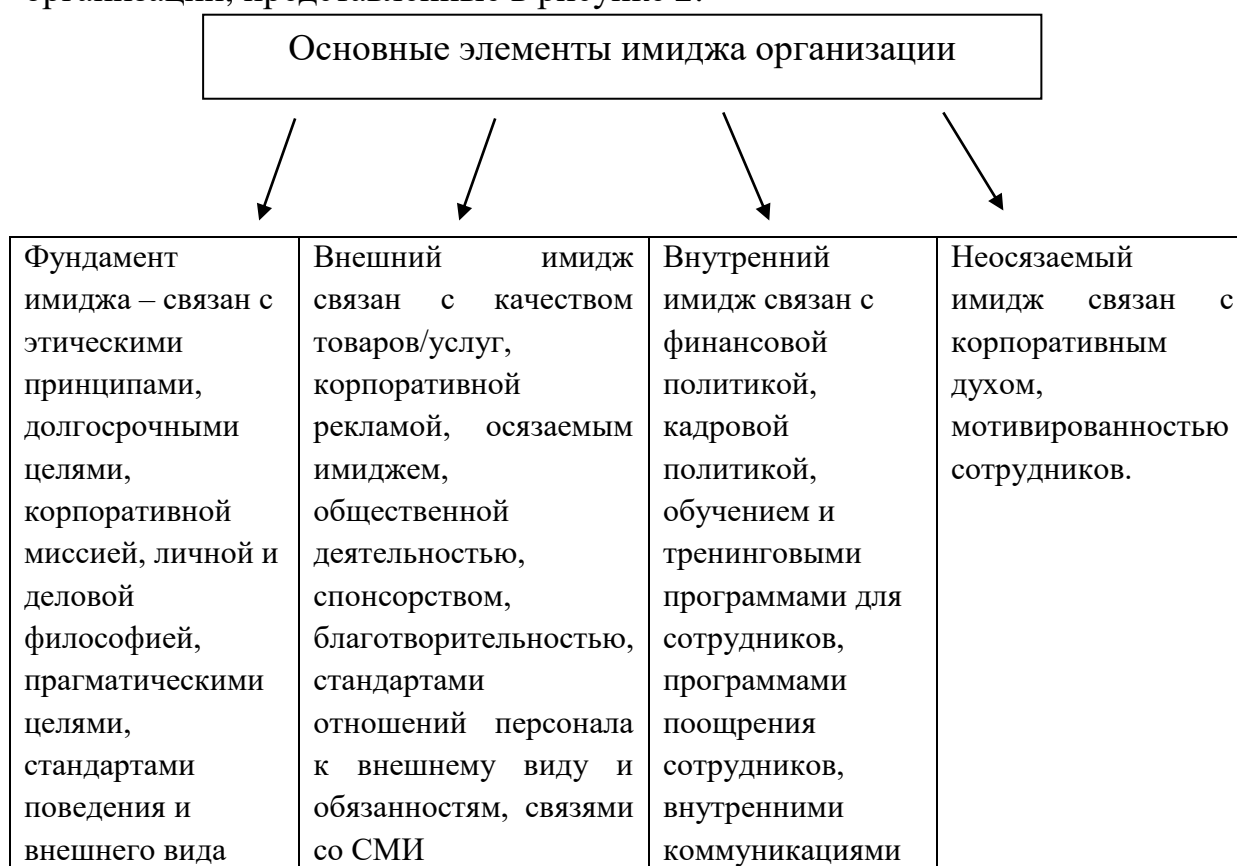 организации, представленные в рисунке 2.
Основные элементы имиджа организации
Фундамент
имиджа – связан с
этическими
принципами,
долгосрочными
целями,
корпоративной
миссией, личной и
деловой
философией,
прагматическими
целями,
стандартами
поведения и
внешнего вида
Внешний имидж
связан с качеством
товаров/услуг,
корпоративной
рекламой, осязаемым
имиджем,
общественной
деятельностью,
спонсорством,
благотворительностью,
стандартами
отношений персонала
к внешнему виду и
обязанностям, связями
со СМИ
Внутренний
имидж связан с
финансовой
политикой,
кадровой
политикой,
обучением и
тренинговыми
программами для
сотрудников,
программами
поощрения
сотрудников,
внутренними
коммуникациями
Неосязаемый
имидж связан с
корпоративным
духом,
мотивированностью
сотрудников.